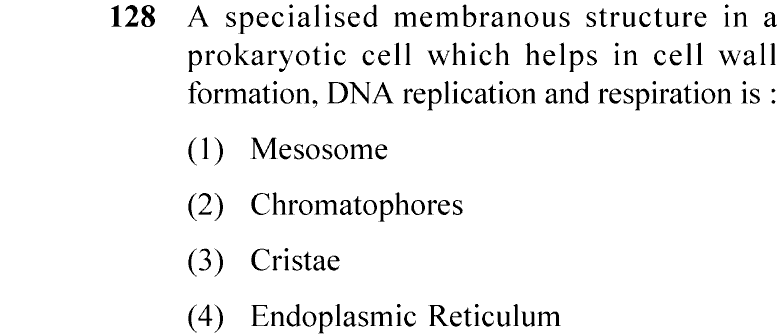 128 A specialised membranous structure in a
prokaryotic cell which helps in cell wall
formation, DNA replication and respiration is :
(1) Mesosome
(2) Chromatophores
(3) Cristae
(4) Endoplasmic Reticulum